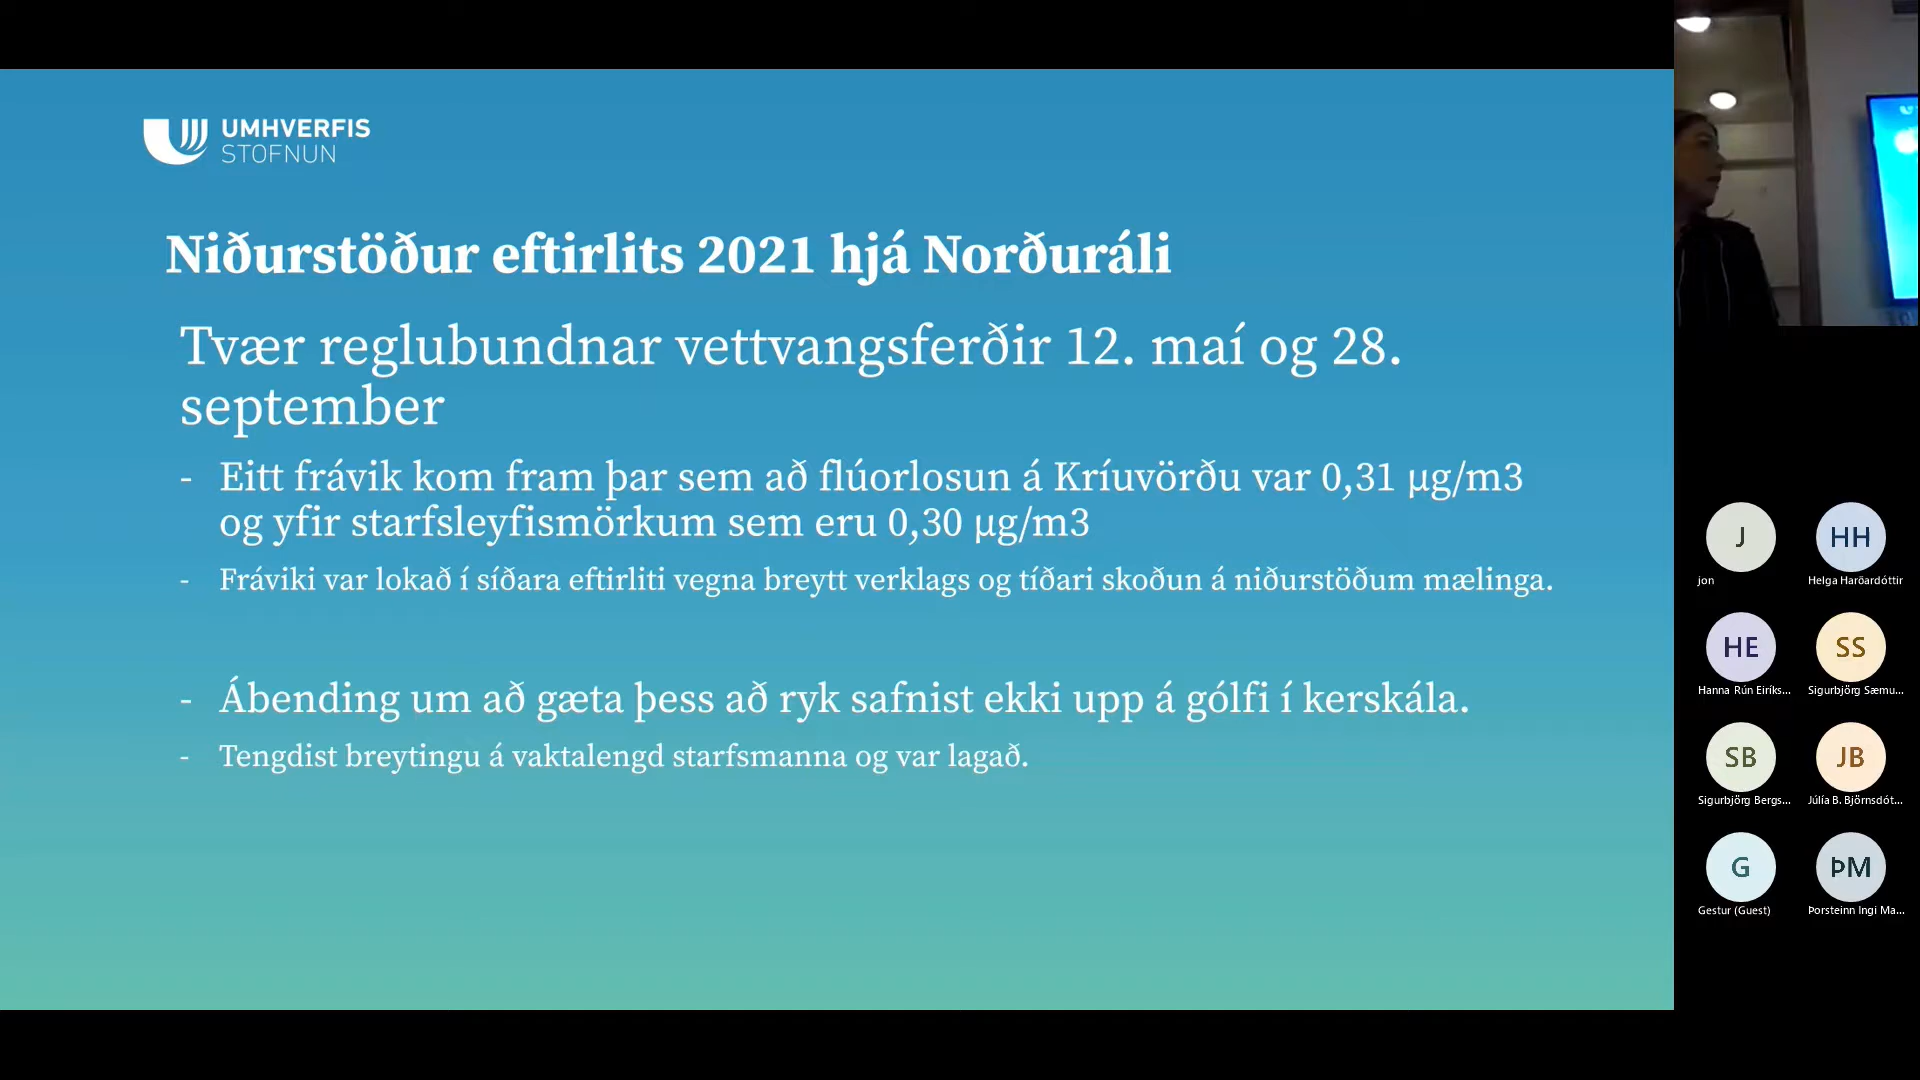 UMHVERFIS
STOFNUN
Niðurstöður eftirlits 2021 hjá Norðuráli
Tvær reglubundnar vettvangsferðir 12. maí og 28.
september
- Eitt frávik kom fram þar sem að flúorlosun á Kríuvörðu var 0,31 µg/m3
og yfir starfsleyfismörkum sem eru 0,30 µg/m3
- Fráviki var lokað í síðara eftirliti vegna breytt verklags og tíðari skoðun á niðurstöðum mælinga.
- Ábending um að gæta þess að ryk safnist ekki upp á gólfi í kerskála.
- Tengdist breytingu á vaktalengd starfsmanna og var lagað.
J
jon
HH
Helga Harðardóttir
HE
Hanna Rún Eiríks...
SS
Sigurbjörg Sæmu...
SB
Sigurbjörg Bergs...
JB
Júlía B. Björnsdót...
G
Gestur (Guest)
ÞM
Þorsteinn Ingi Ma...